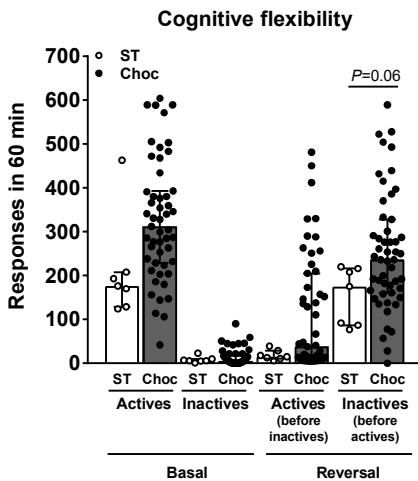 Cognitive flexibility
ST
Choc
P=0.06
Responses in 60 min
700
600
500
400
300
200
100
0
ST Choc ST Choc ST Choc ST Choc
Actives Inactives Actives Inactives
(before inactives) (before actives)
Basal Reversal